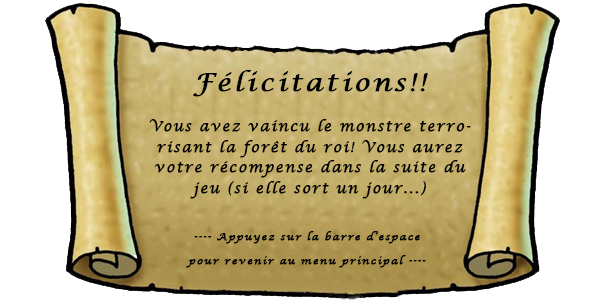 Félicitations!!
Vous avez vaincu le monstre terro-
risant la forêt du roi! Vous aurez
votre récompense dans la suite du
jeu (si elle sort un jour...)
---- Appuyez sur la barre d'espace
pour revenir au menu principal ----